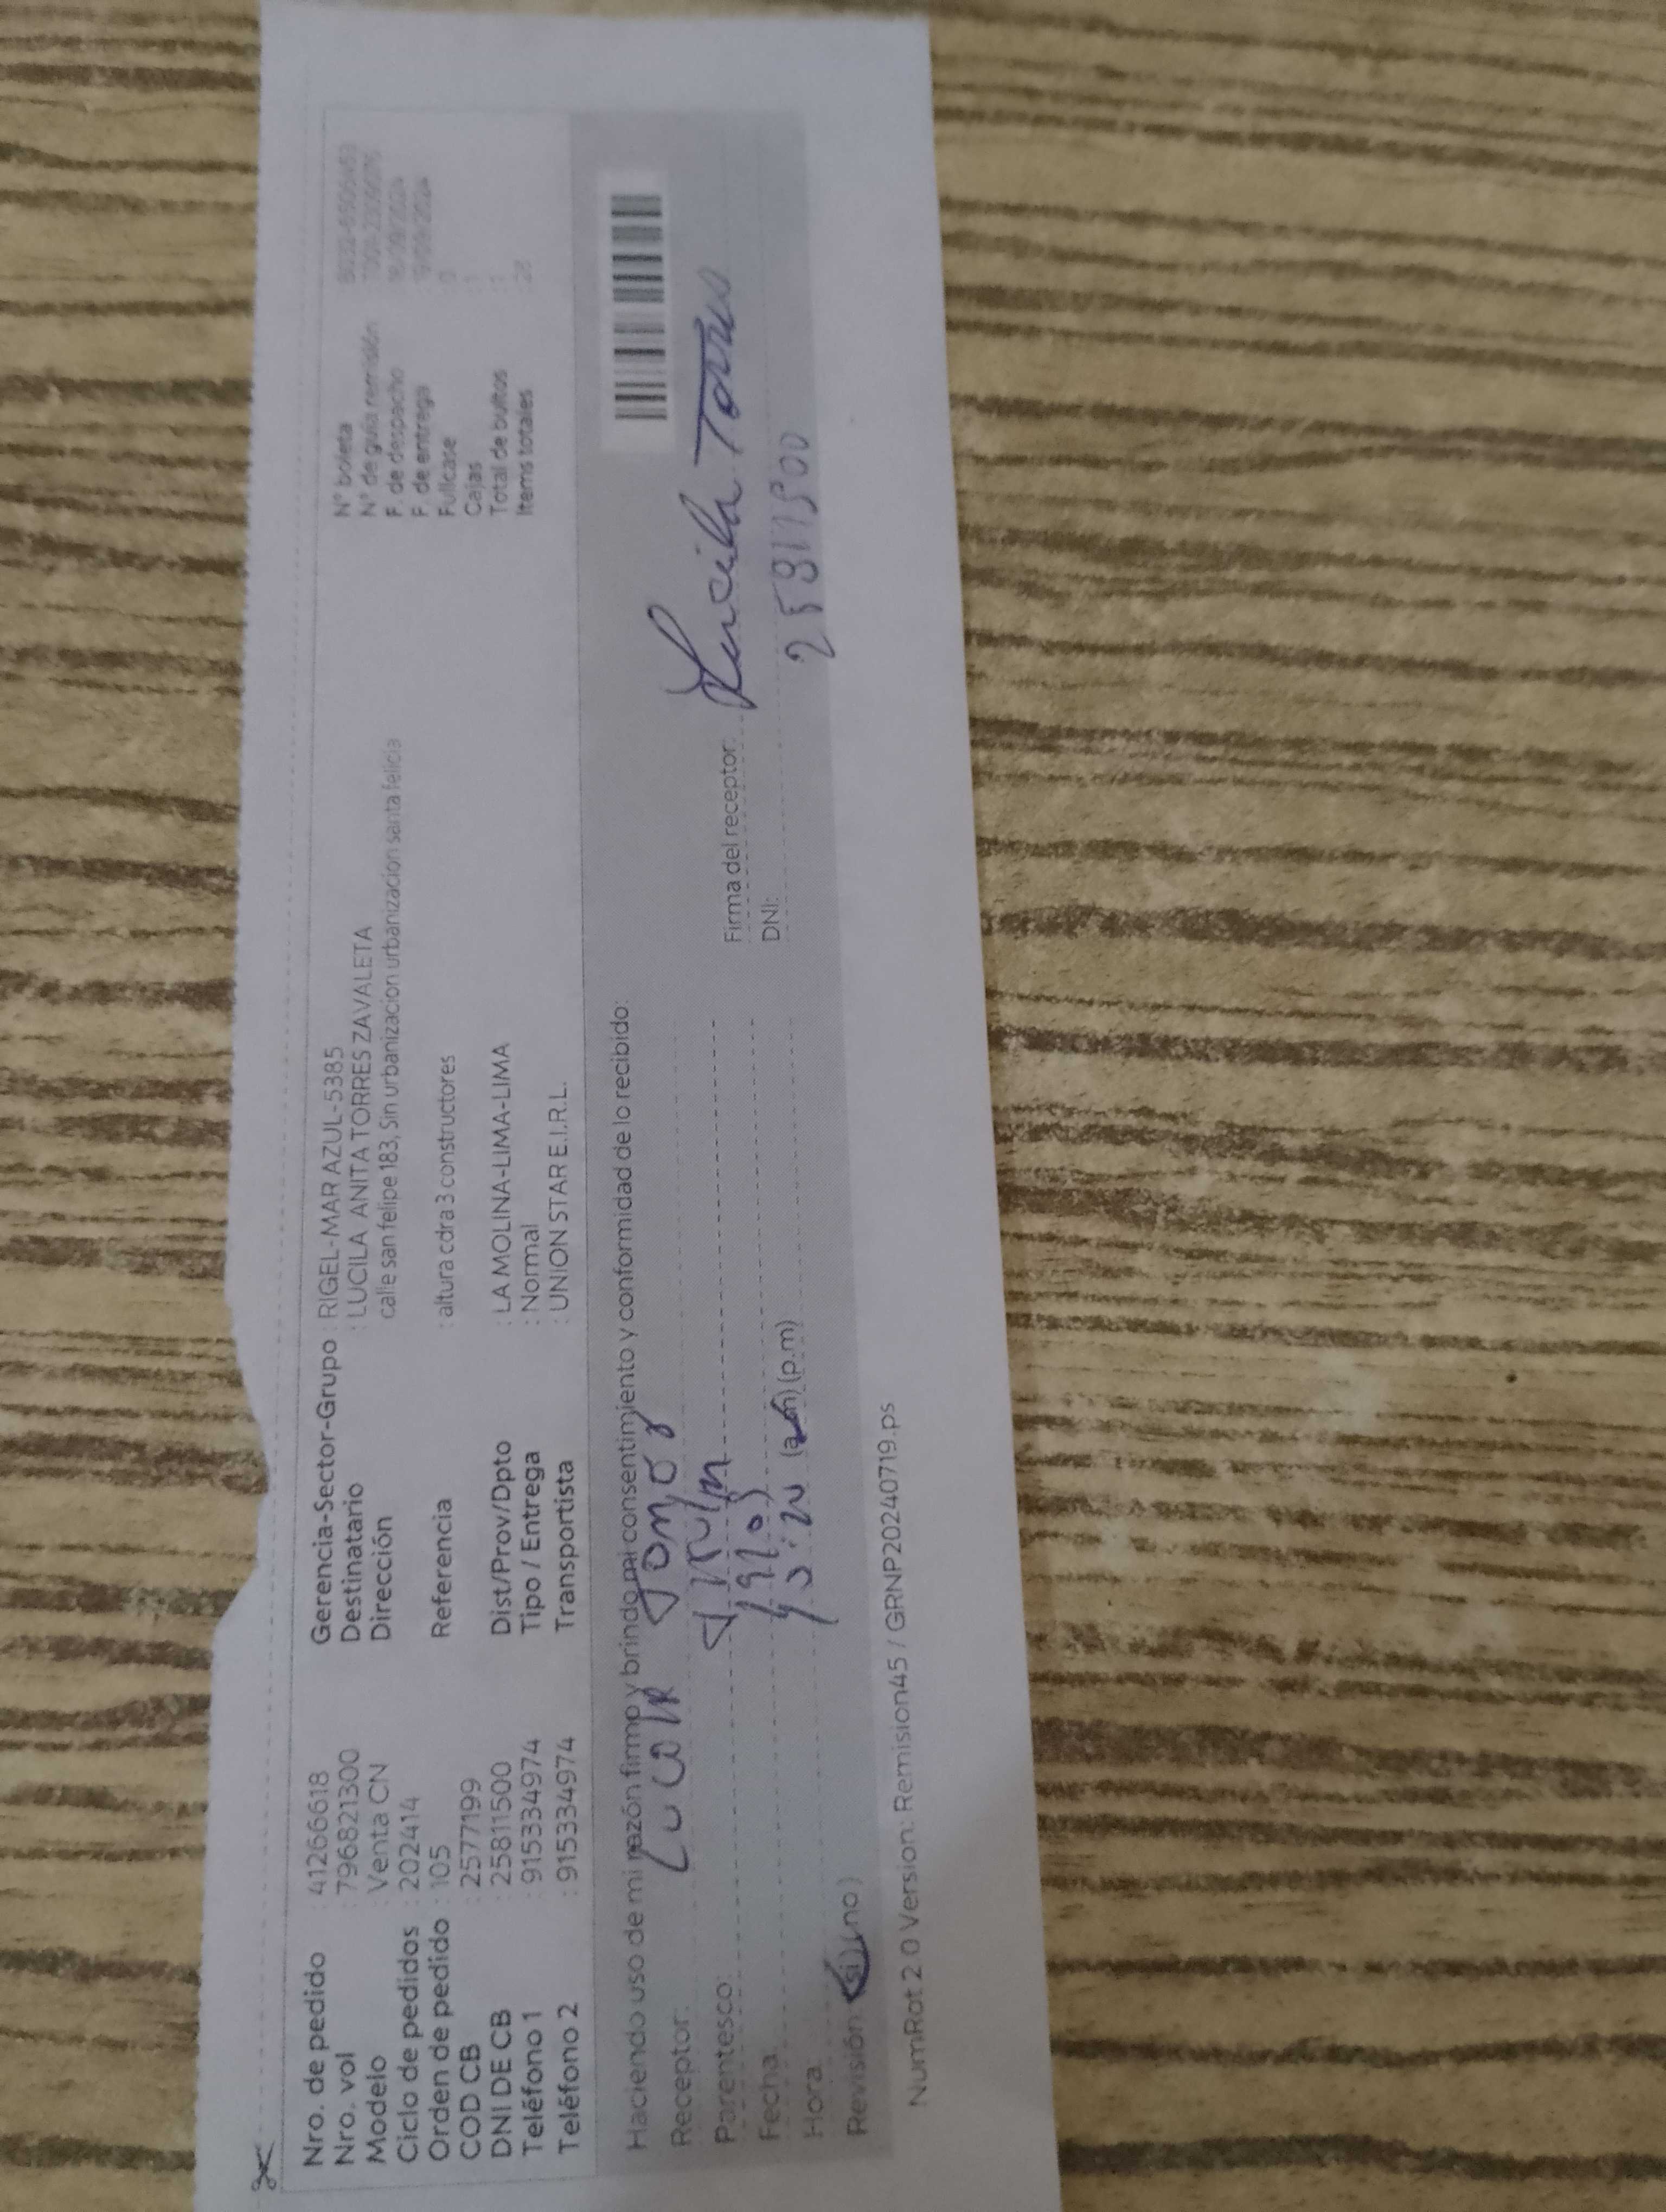 Nro. de pedido : 41266618
Nro. vol : 796821300
Modelo : Venta CN
Ciclo de pedidos : 202414
Orden de pedido : 105
COD CB : 2577199
DNI DE CB : 25811500
Teléfono 1 : 915334974
Teléfono 2 : 915334974
Gerencia-Sector-Grupo : RIGEL-MAR AZUL-5385
Destinatario : LUCILA ANITA TORRES ZAVALETA
Dirección calle san felipe 183, Sin urbanizacion urbanizacion santa felicia
Referencia : altura cdra 3 constructores
Dist/Prov/Dpto : LA MOLINA-LIMA-LIMA
Tipo / Entrega : Normal
Transportista : UNION STAR E.I.R.L.
N° boleta
N° de guía remisión
F. de despacho
F. de entrega
Fullcase : 0
Cajas : 1
Total de bultos : 1
Items totales : 28
Haciendo uso de mi razón firmo y brindo mi consentimiento y conformidad de lo recibido:
Receptor:
Parentesco:
Fecha
Hora (a.m) (p.m)
Revisión (si) (no)
Firma del receptor: Lucila Torres
DNI: 25811500
NumRot 2.0 Version: Remision45 / GRNP20240719.ps